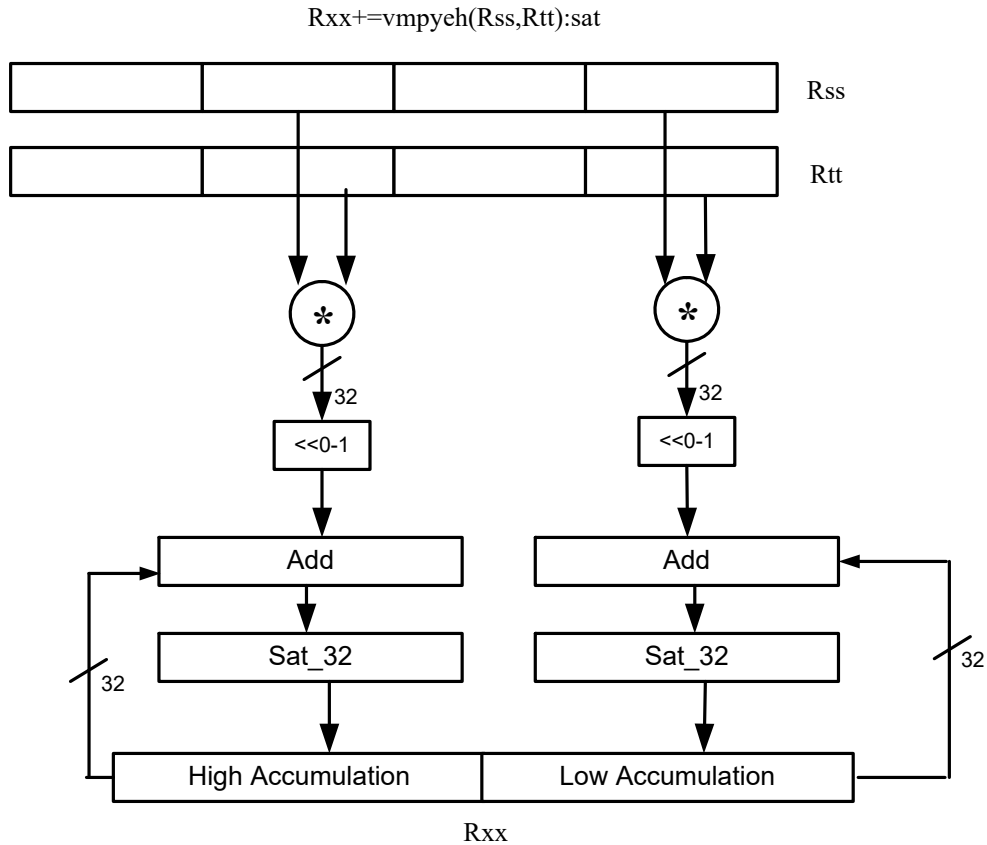 Rxx+=vmpyeh(Rss,Rtt):sat
Rss
Rtt
* *
32 32
<<0-1 <<0-1
Add Add
Sat_32 Sat_32
32 32
High Accumulation Low Accumulation
Rxx